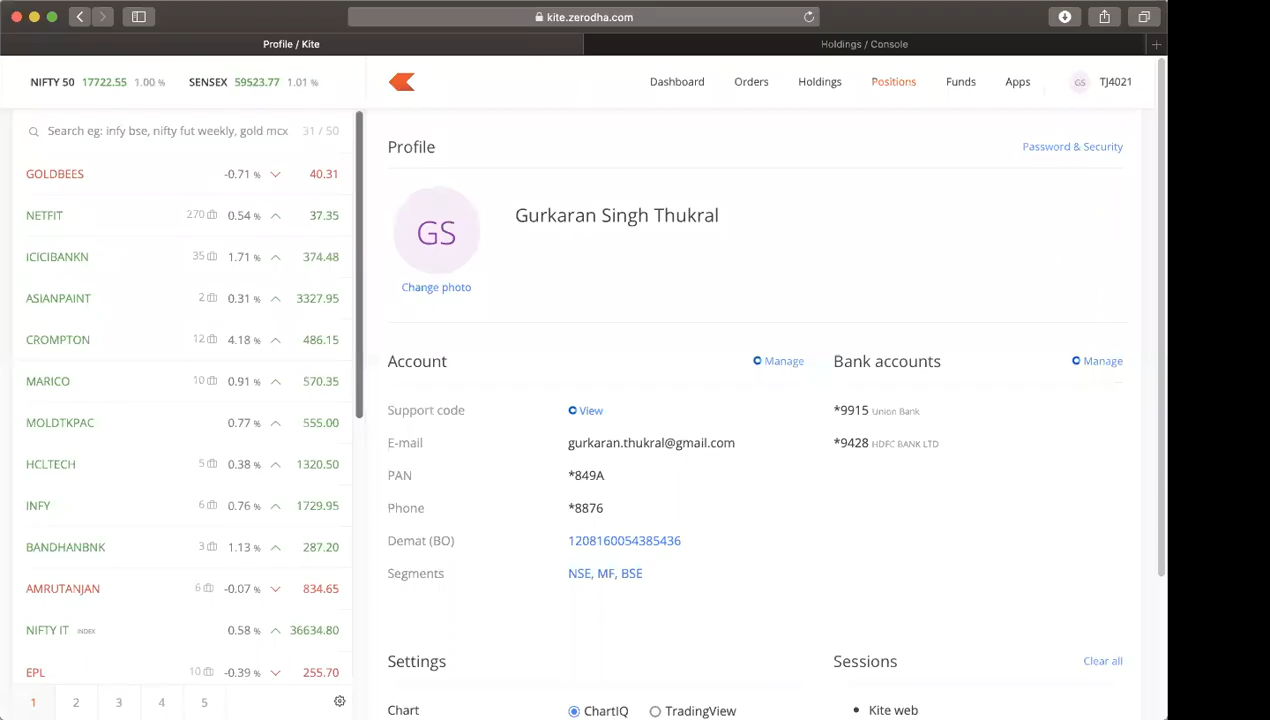 kite.zerodha.com
Profile / Kite
Holdings / Console
NIFTY 50 17722.55 1.00 % SENSEX 59523.77 1.01 %
Dashboard Orders Holdings Positions Funds Apps GS TJ4021
Search eg: infy bse, nifty fut weekly, gold mcx 31 / 50
GOLDBEES -0.71 % 40.31
NETFIT 270 0.54 % 37.35
ICICIBANKN 35 1.71 % 374.48
ASIANPAINT 2 0.31 % 3327.95
CROMPTON 12 4.18 % 486.15
MARICO 10 0.91 % 570.35
MOLDTKPAC 0.77 % 555.00
HCLTECH 5 0.38 % 1320.50
INFY 6 0.76 % 1729.95
BANDHANBNK 3 1.13 % 287.20
AMRUTANJAN 6 -0.07 % 834.65
NIFTY IT INDEX 0.58 % 36634.80
EPL 10 -0.39 % 255.70
1 2 3 4 5
Profile
Password & Security
GS
Gurkaran Singh Thukral
Change photo
Account
Manage
Support code View
E-mail gurkaran.thukral@gmail.com
PAN *849A
Phone *8876
Demat (BO) 1208160054385436
Segments NSE, MF, BSE
Bank accounts
Manage
*9915 Union Bank
*9428 HDFC BANK LTD
Settings
Chart ChartIQ TradingView
Sessions
Clear all
Kite web